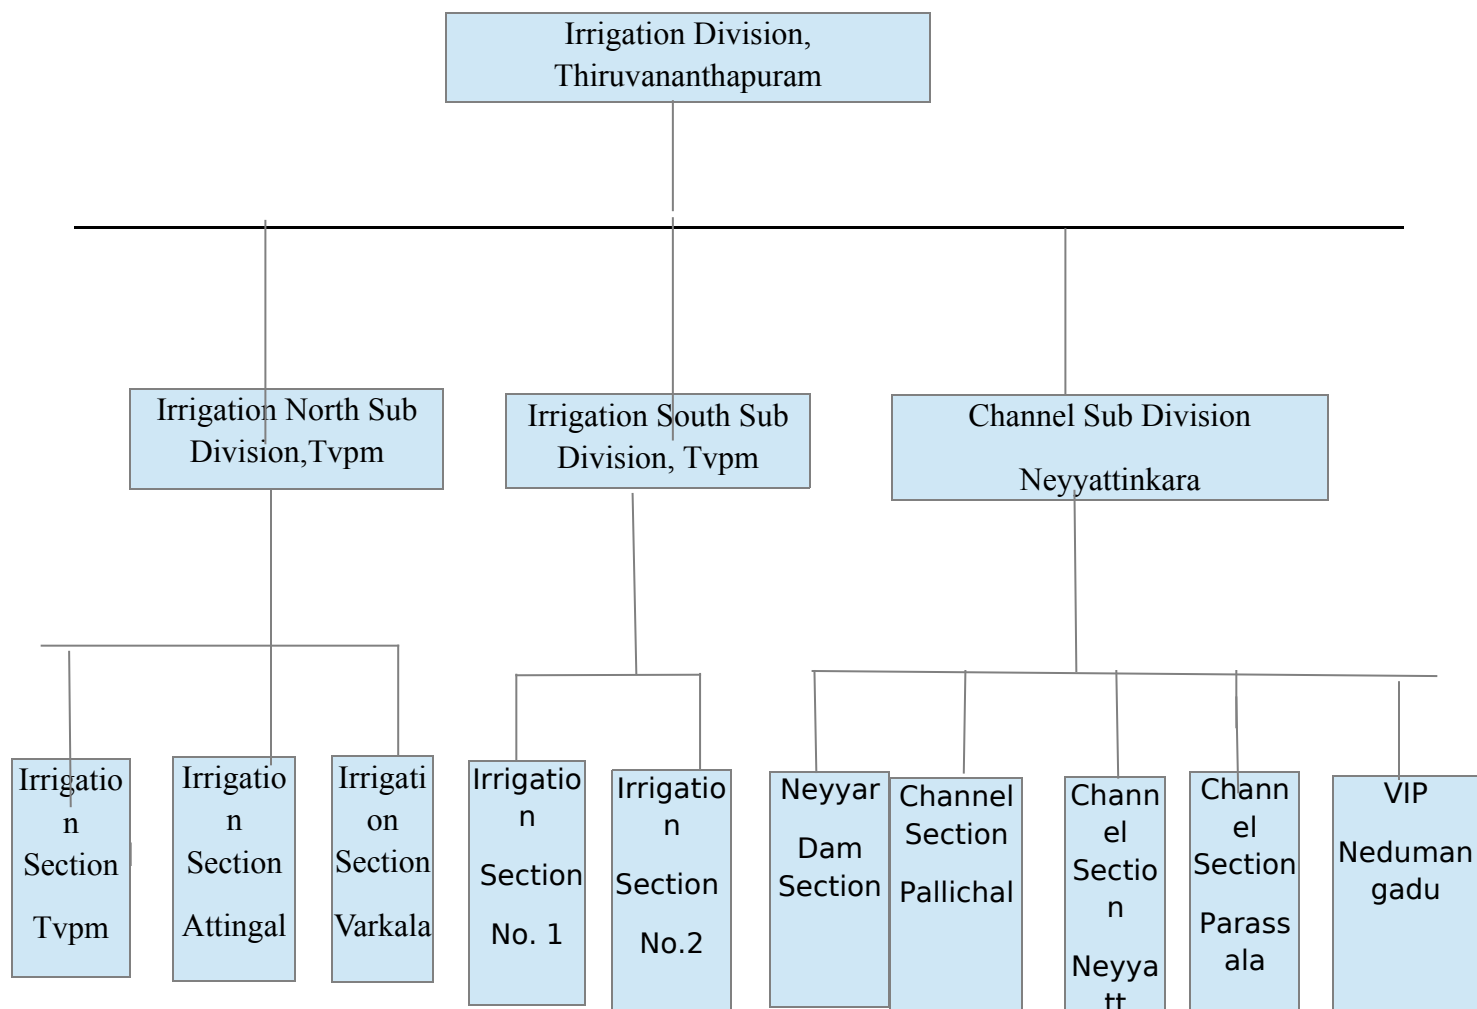 Irrigation Division,
Thiruvananthapuram
Irrigation North Sub
Division,Tvpm
Irrigation South Sub
Division, Tvpm
Channel Sub Division
Neyyattinkara
Irrigatio
n
Section
Tvpm
Irrigatio
n
Section
Attingal
Irrigati
on
Section
Varkala
Irrigatio
n
Section
No. 1
Irrigatio
n
Section
No.2
Neyyar
Dam
Section
Channel
Section
Pallichal
Chann
el
Sectio
n
Neyya
tt
Chann
el
Section
Parass
ala
VIP
Neduman
gadu